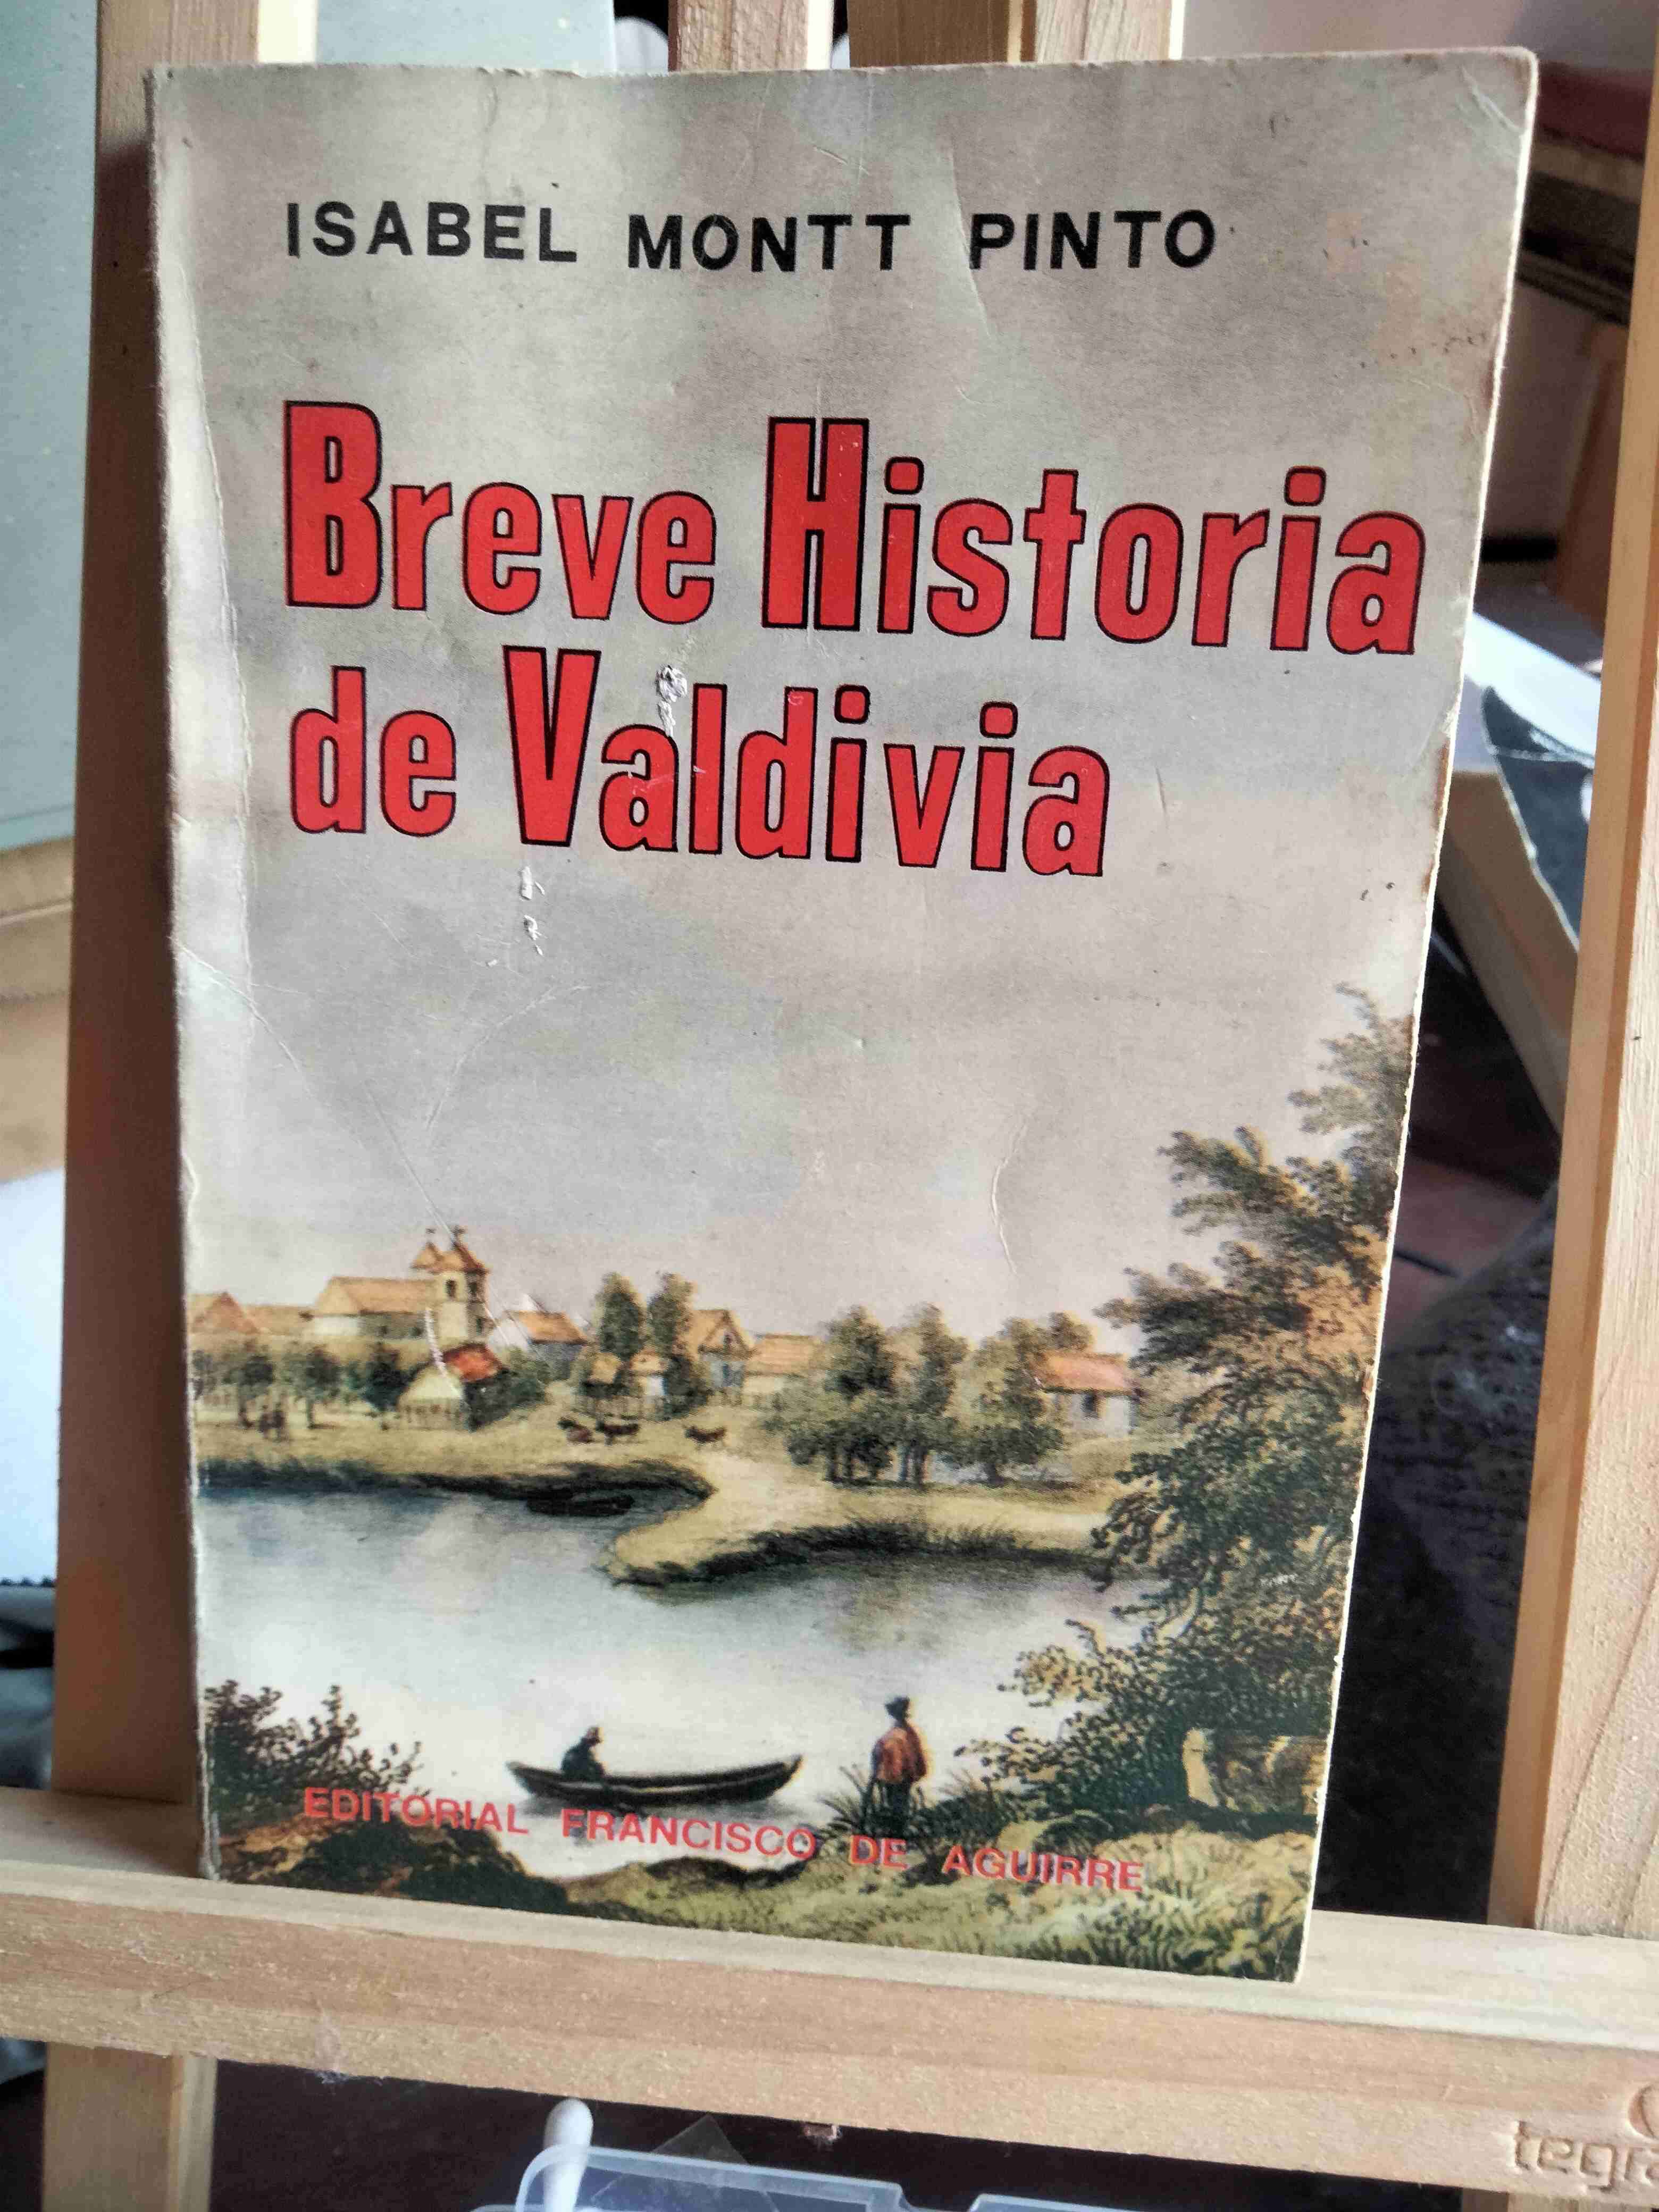 ISABEL MONTT PINTO
Breve Historia
de Valdivia
EDITORIAL FRANCISCO DE AGUIRRE